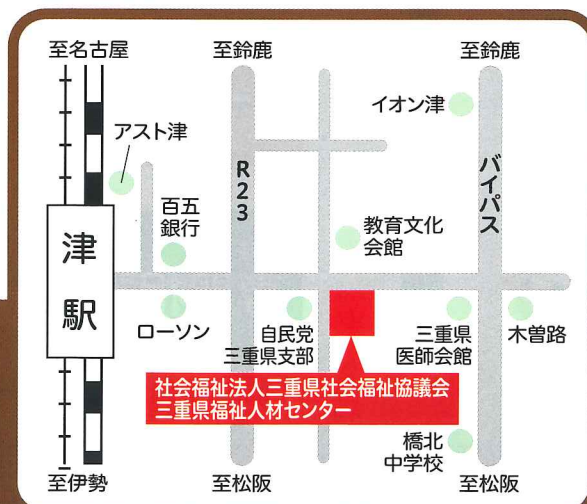 至名古屋
至鈴鹿
至鈴鹿
イオン津
アスト津
R23
バイパス
百五
銀行
教育文化
会館
津駅
ローソン
自民党
三重県支部
三重県
医師会館
木曽路
社会福祉法人三重県社会福祉協議会
三重県福祉人材センター
橋北
中学校
至伊勢
至松阪
至松阪